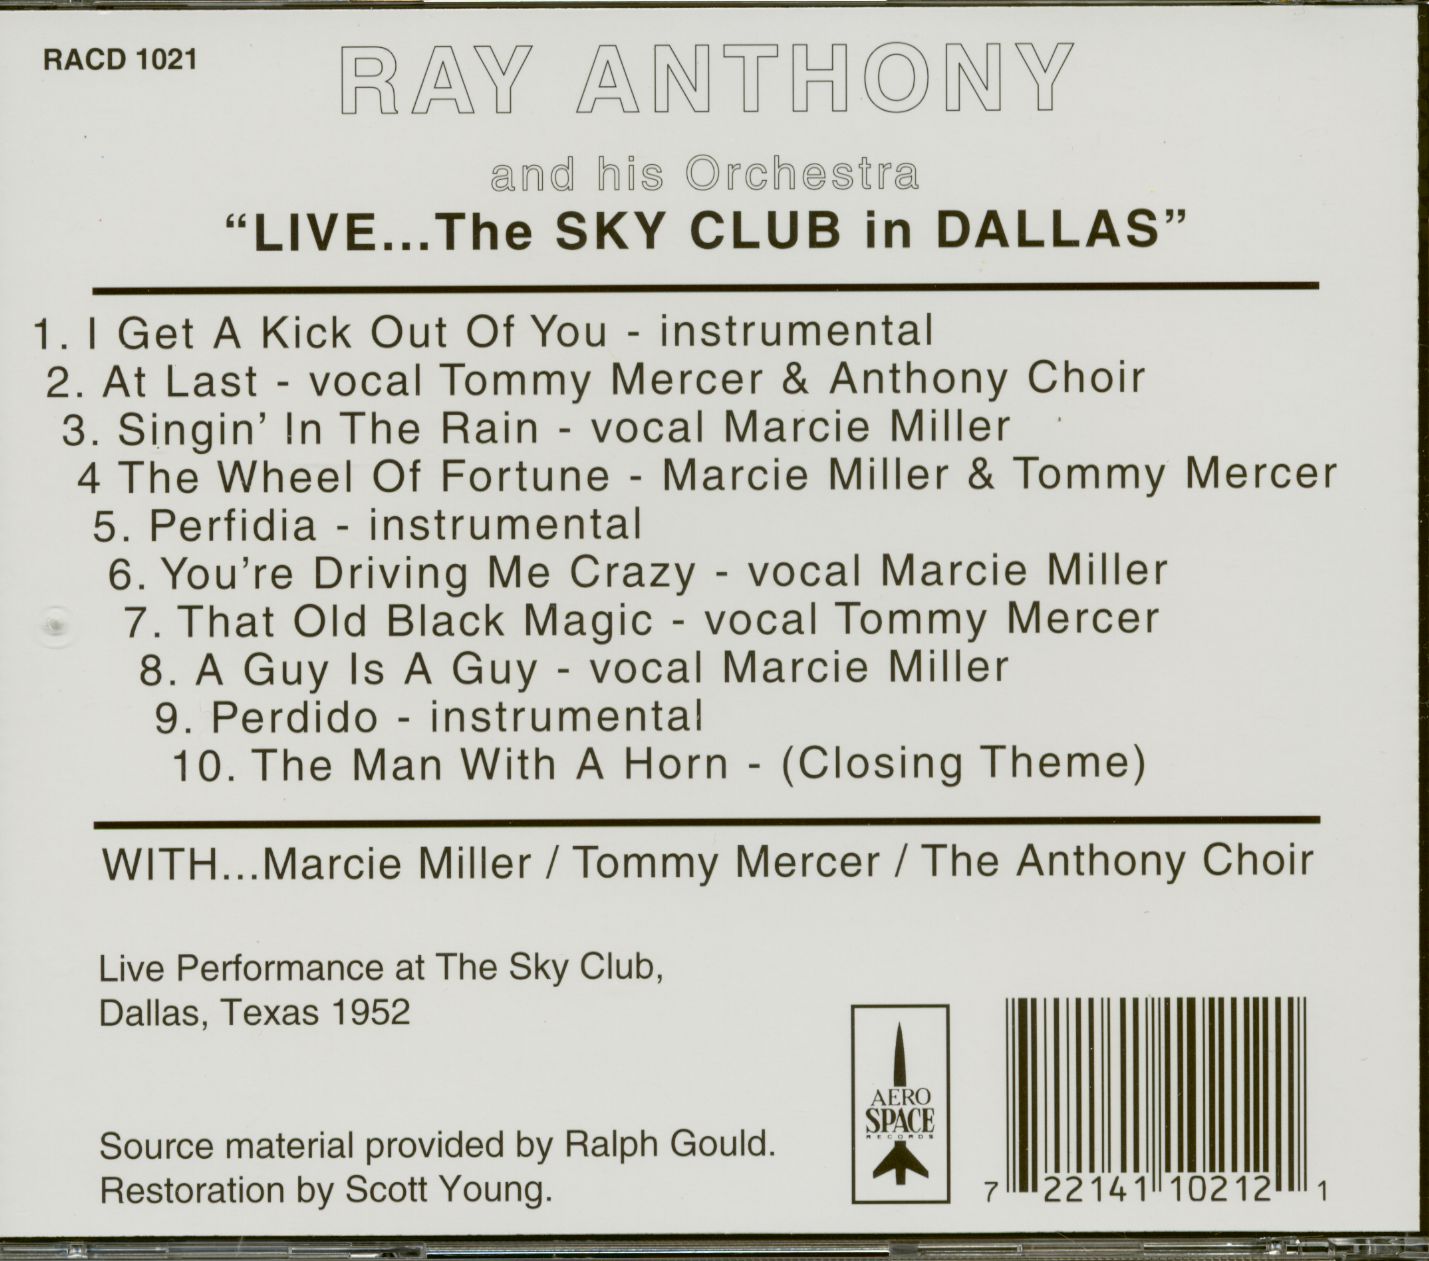 RACD 1021
RAY ANTHONY
and his Orchestra
“LIVE...The SKY CLUB in DALLAS”
1. I Get A Kick Out Of You - instrumental
2. At Last - vocal Tommy Mercer & Anthony Choir
3. Singin’ In The Rain - vocal Marcie Miller
4 The Wheel Of Fortune - Marcie Miller & Tommy Mercer
5. Perfidia - instrumental
6. You’re Driving Me Crazy - vocal Marcie Miller
7. That Old Black Magic - vocal Tommy Mercer
8. A Guy Is A Guy - vocal Marcie Miller
9. Perdido - instrumental
10. The Man With A Horn - (Closing Theme)
WITH...Marcie Miller / Tommy Mercer / The Anthony Choir
Live Performance at The Sky Club,
Dallas, Texas 1952
Source material provided by Ralph Gould.
Restoration by Scott Young.
AERO
SPACE
RECORDS
7 22141 10212 1